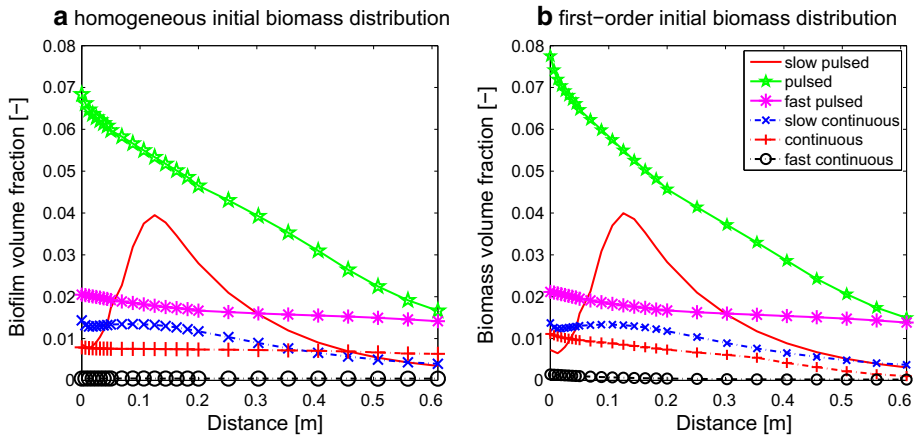 a homogeneous initial biomass distribution
0.08
0.07
0.06
0.05
0.04
0.03
0.02
0.01
0
Biofilm volume fraction [−]
0 0.1 0.2 0.3 0.4 0.5 0.6
Distance [m]
b first−order initial biomass distribution
0.08
0.07
0.06
0.05
0.04
0.03
0.02
0.01
0
Biomass volume fraction [−]
slow pulsed
pulsed
fast pulsed
slow continuous
continuous
fast continuous
0 0.1 0.2 0.3 0.4 0.5 0.6
Distance [m]